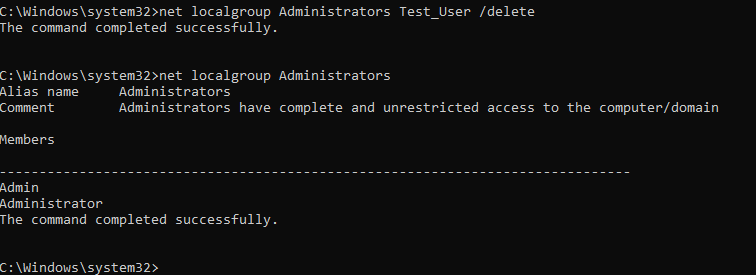 C:\Windows\system32>net localgroup Administrators Test_User /delete
The command completed successfully.
C:\Windows\system32>net localgroup Administrators
Alias name     Administrators
Comment        Administrators have complete and unrestricted access to the computer/domain
Members
-------------------------------------------------------------------------------
Admin
Administrator
The command completed successfully.
C:\Windows\system32>